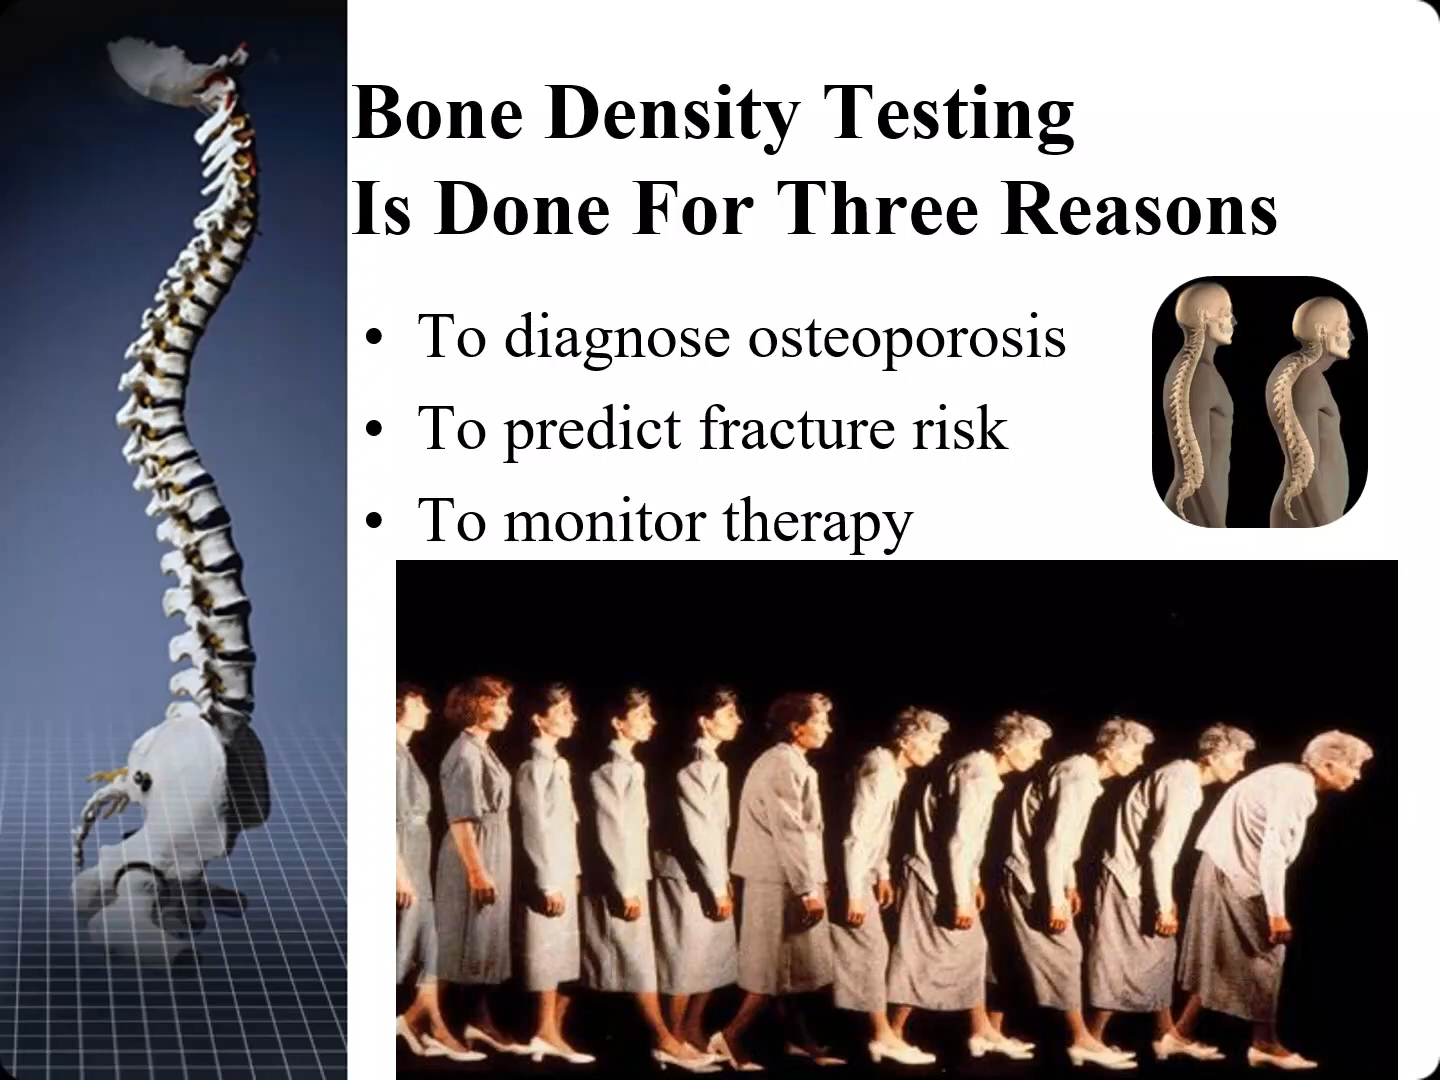 Bone Density Testing
Is Done For Three Reasons
• To diagnose osteoporosis
• To predict fracture risk
• To monitor therapy